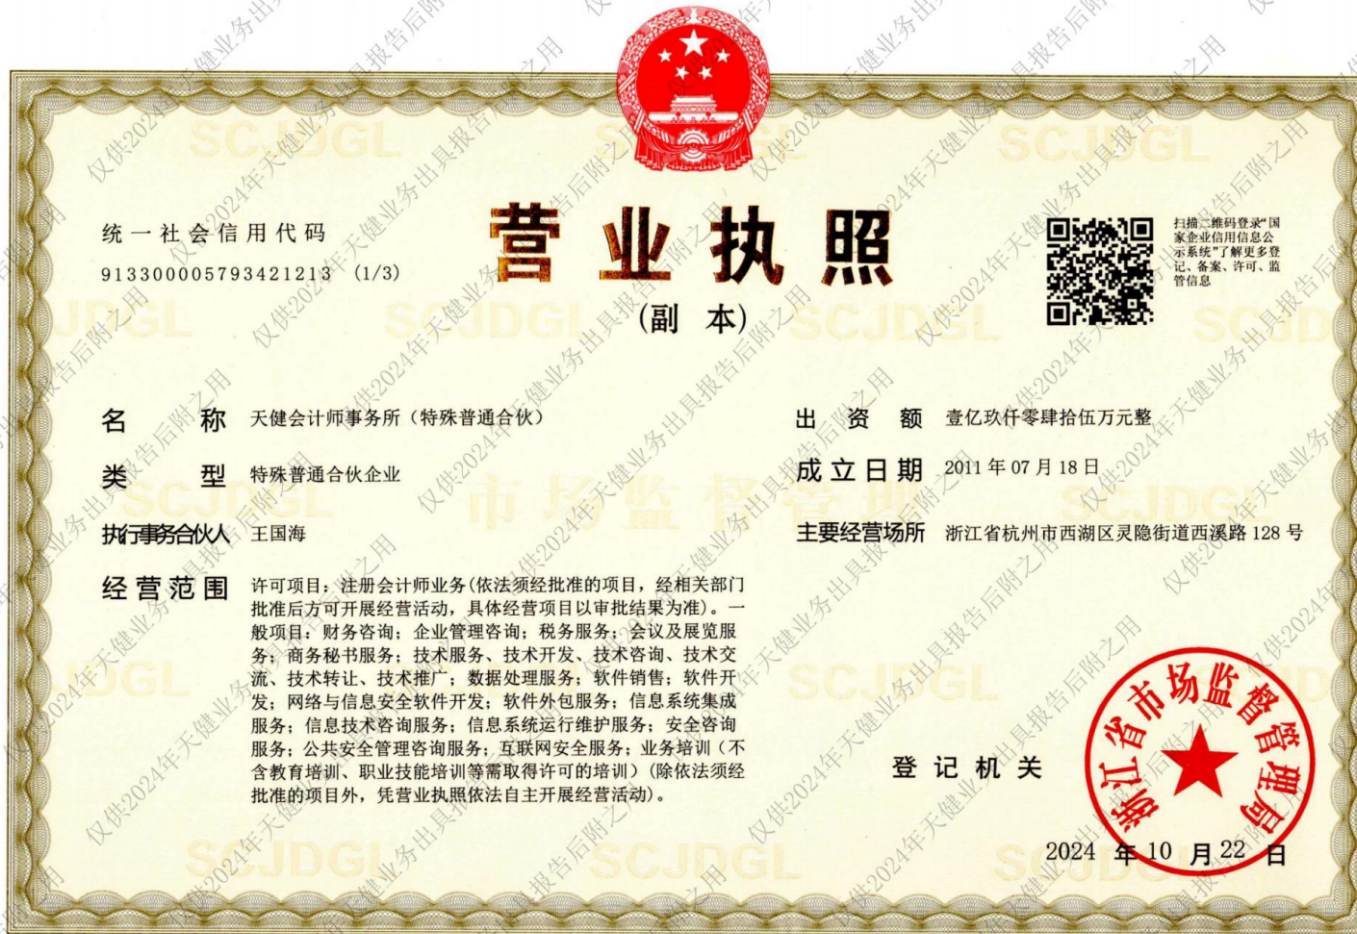 统一社会信用代码
913300005793421213 (1/3)
营业执照
(副 本)
扫描二维码登录“国
家企业信用信息公
示系统”了解更多登
记、备案、许可、监
管信息
名 称 天健会计师事务所（特殊普通合伙）
类 型 特殊普通合伙企业
执行事务合伙人 王国海
经营范围 许可项目：注册会计师业务(依法须经批准的项目，经相关部门
批准后方可开展经营活动，具体经营项目以审批结果为准)。一
般项目：财务咨询；企业管理咨询；税务服务；会议及展览服
务；商务秘书服务；技术服务、技术开发、技术咨询、技术交
流、技术转让、技术推广；数据处理服务；软件销售；软件开
发；网络与信息安全软件开发；软件外包服务；信息系统集成
服务；信息技术咨询服务；信息系统运行维护服务；安全咨询
服务；公共安全管理咨询服务；互联网安全服务；业务培训（不
含教育培训、职业技能培训等需取得许可的培训）(除依法须经
批准的项目外，凭营业执照依法自主开展经营活动)。
出 资 额 壹亿玖仟零肆拾伍万元整
成立日期 2011年07月18日
主要经营场所 浙江省杭州市西湖区灵隐街道西溪路128号
登记机关
浙江省市场监督管理局
2024 年 10 月 22 日
SCJDGL
市场监督管理
仅供2024年天健业务出具报告后附之用